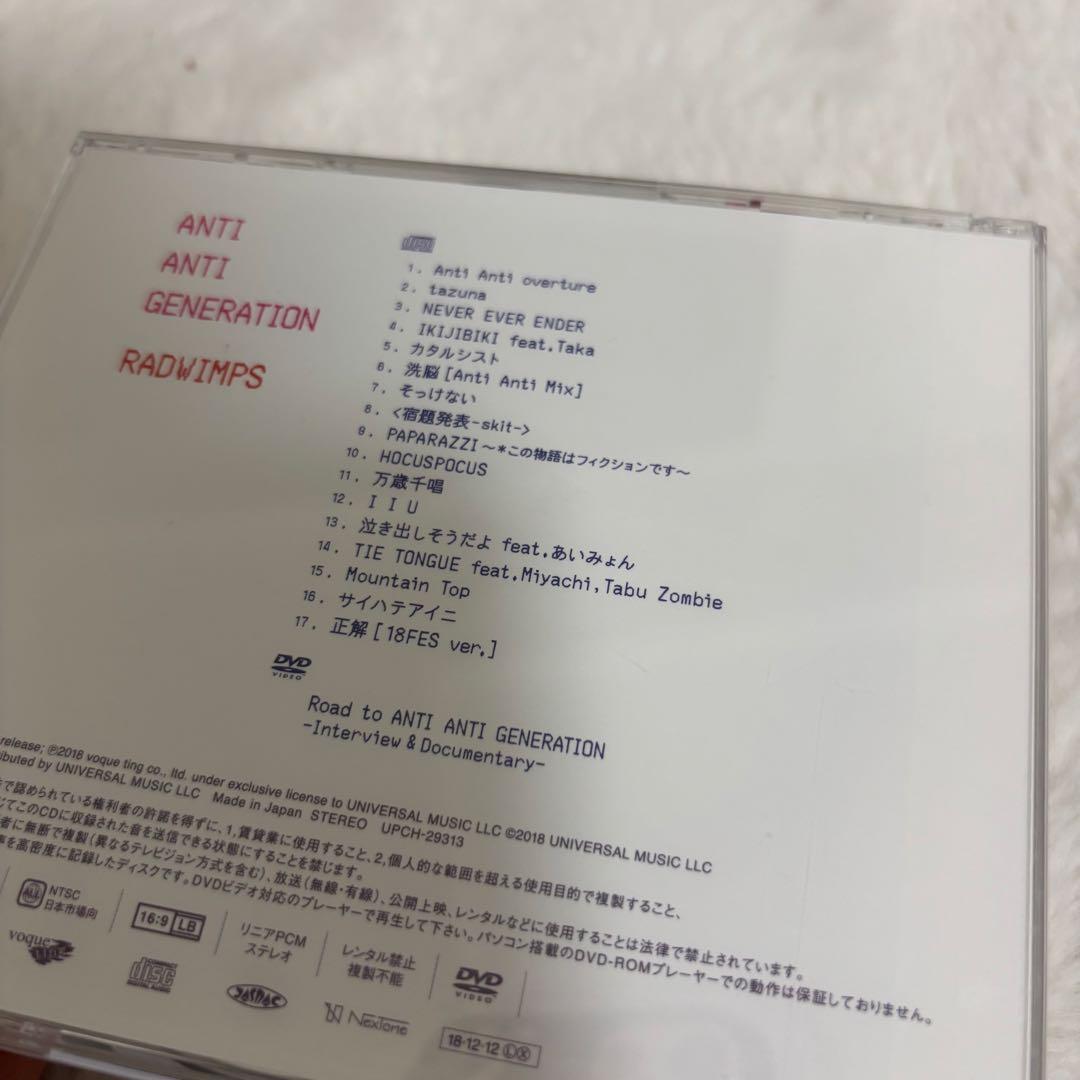 ANTI
ANTI
GENERATION
RADWIMPS
1. Anti Anti overture
2. tazuna
3. NEVER EVER ENDER
4. IKIJIBIKI feat.Taka
5. カタルシスト
6. 洗脳[Anti Anti Mix]
7. そっけない
8. <宿題発表-skit->
9. PAPARAZZI～*この物語はフィクションです～
10. HOCUSPOCUS
11. 万歳千唱
12. I I U
13. 泣き出しそうだよ feat.あいみょん
14. TIE TONGUE feat.Miyachi,Tabu Zombie
15. Mountain Top
16. サイハテアイニ
17. 正解[18FES ver.]
DVD
VIDEO
Road to ANTI ANTI GENERATION
-Interview & Documentary-
release; ℗2018 voque ting co., ltd. under exclusive license to UNIVERSAL MUSIC LLC ©2018 UNIVERSAL MUSIC LLC
ibuted by UNIVERSAL MUSIC LLC Made in Japan STEREO UPCH-29313
で認められている権利者の許諾を得ずに、1,賃貸業に使用すること、2,個人的な範囲を超える使用目的で複製すること、
じてこのCDに収録された音を送信できる状態にすることを禁じます。
者に無断で複製(異なるテレビジョン方式を含む)、放送(無線・有線)、公開上映、レンタルなどに使用することは法律で禁止されています。
声を高密度に記録したディスクです。DVDビデオ対応のプレーヤーで再生して下さい。パソコン搭載のDVD-ROMプレーヤーでの動作は保証しておりません。
ALL
NTSC
日本市場向
16:9 LB
リニアPCM
ステレオ
レンタル禁止
複製不能
DVD
VIDEO
voque
ting
disc
DIGITAL AUDIO
JASRAC
NexTone
18·12·12 Ⓛ Ⓧ